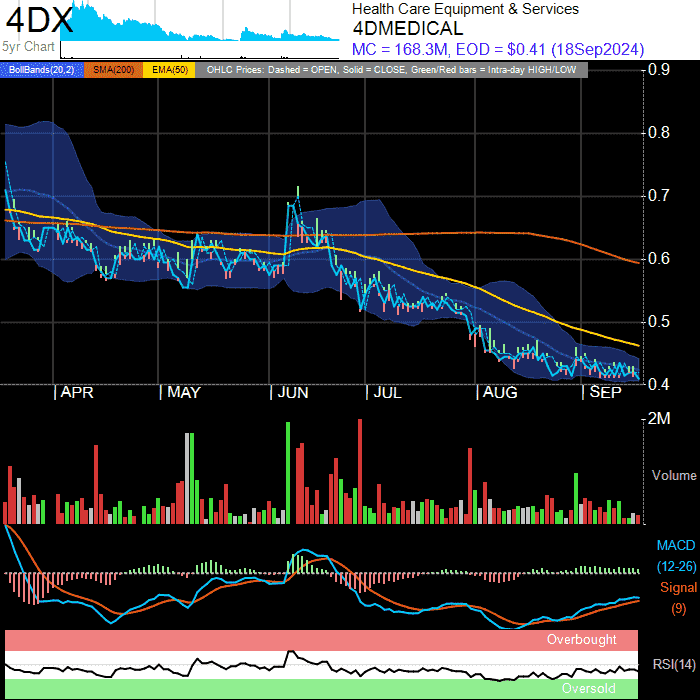 4DX
5yr Chart
Health Care Equipment & Services
4DMEDICAL
MC = 168.3M, EOD = $0.41 (18Sep2024)
BollBands(20,2) SMA(200) EMA(50) OHLC Prices: Dashed = OPEN, Solid = CLOSE, Green/Red bars = Intra-day HIGH/LOW
0.9
0.8
0.7
0.6
0.5
0.4
APR MAY JUN JUL AUG SEP
2M
Volume
MACD
(12-26)
Signal
(9)
Overbought
RSI(14)
Oversold